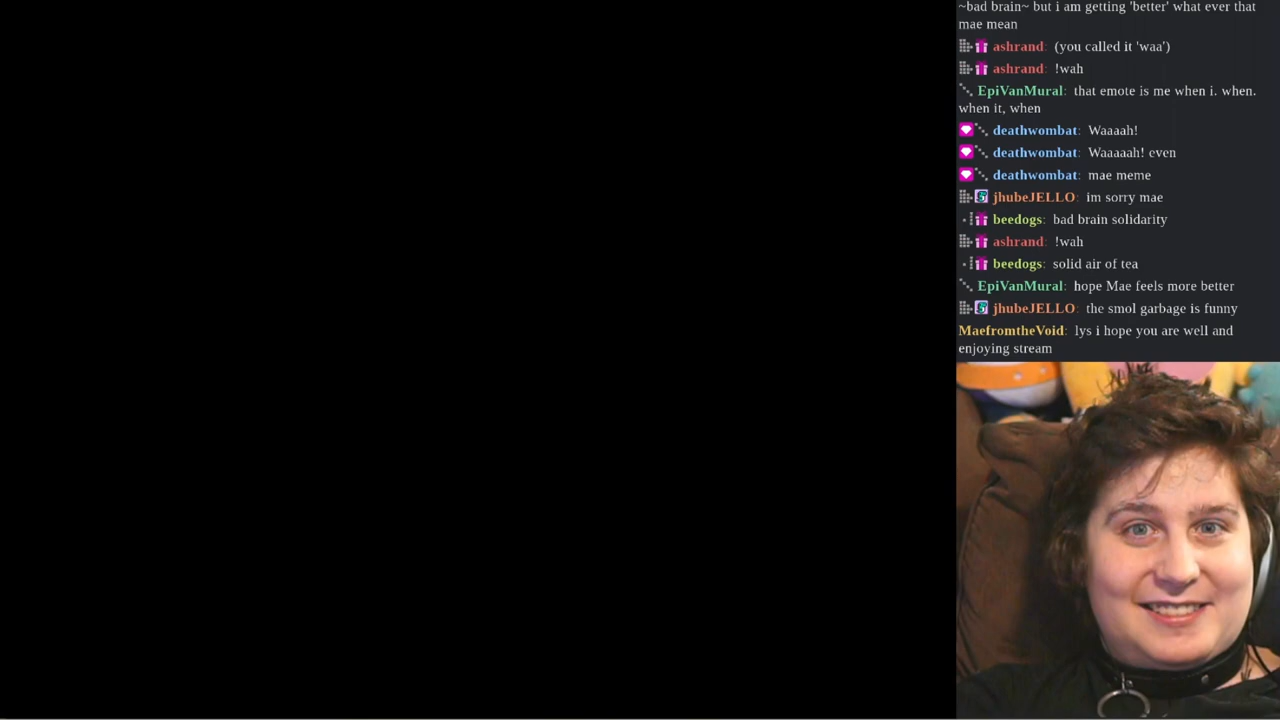 ~bad brain~ but i am getting 'better' what ever that
mae mean
ashrand: (you called it 'waa')
ashrand: !wah
EpiVanMural: that emote is me when i. when.
when it, when
deathwombat: Waaaah!
deathwombat: Waaaaah! even
deathwombat: mae meme
jhubeJELLO: im sorry mae
beedogs: bad brain solidarity
ashrand: !wah
beedogs: solid air of tea
EpiVanMural: hope Mae feels more better
jhubeJELLO: the smol garbage is funny
MaefromtheVoid: lys i hope you are well and
enjoying stream